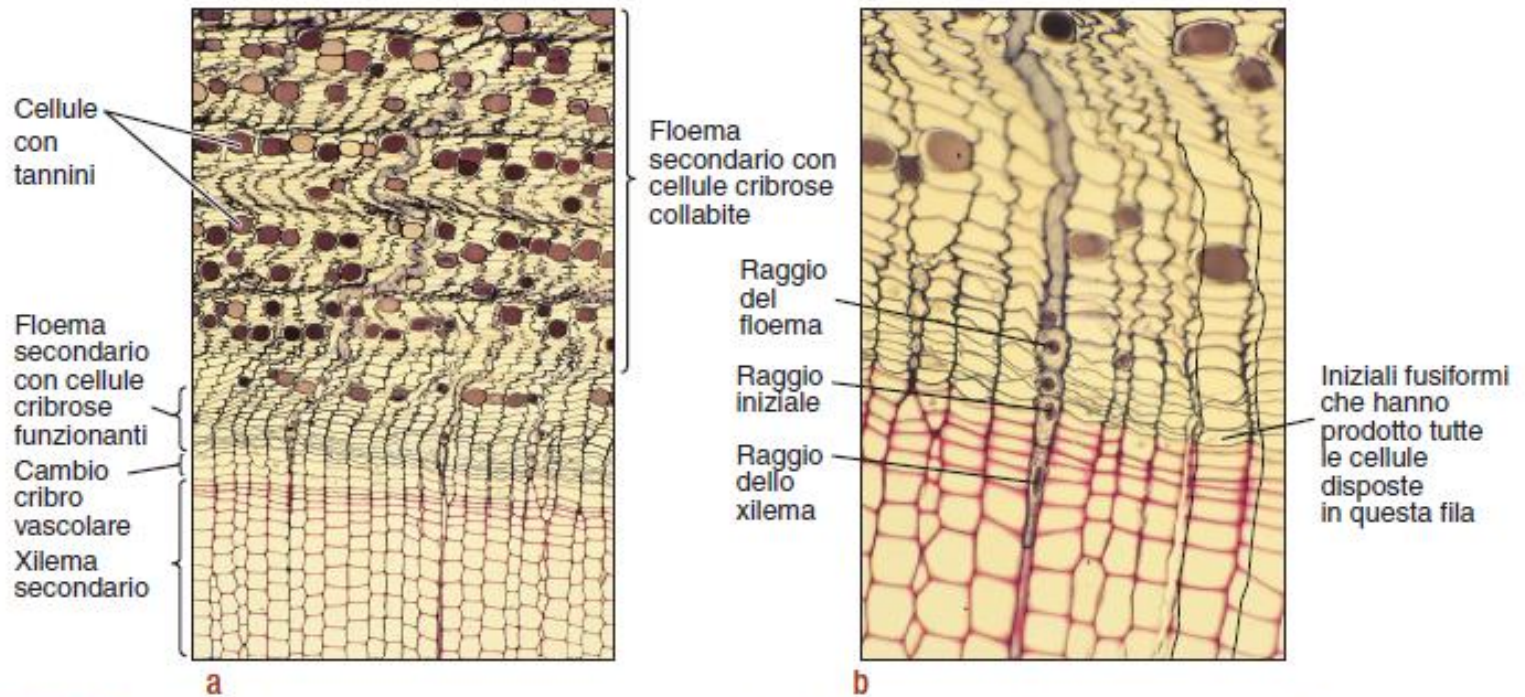 Cellule
con
tannini
Floema
secondario
con cellule
cribrose
funzionanti
Cambio
cribro
vascolare
Xilema
secondario
a
Floema
secondario con
cellule cribrose
collabite
Raggio
del
floema
Raggio
iniziale
Raggio
dello
xilema
b
Iniziali fusiformi
che hanno
prodotto tutte
le cellule
disposte
in questa fila